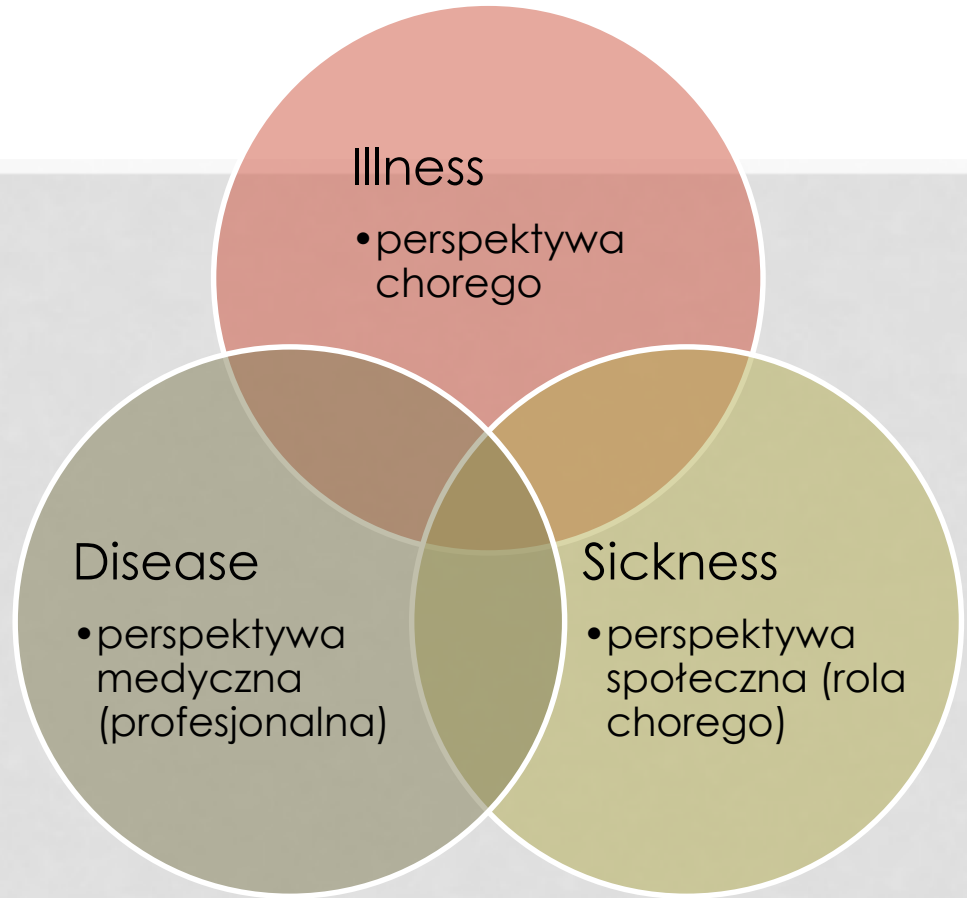 Illness
•perspektywa
chorego
Disease
•perspektywa
medyczna
(profesjonalna)
Sickness
•perspektywa
społeczna (rola
chorego)